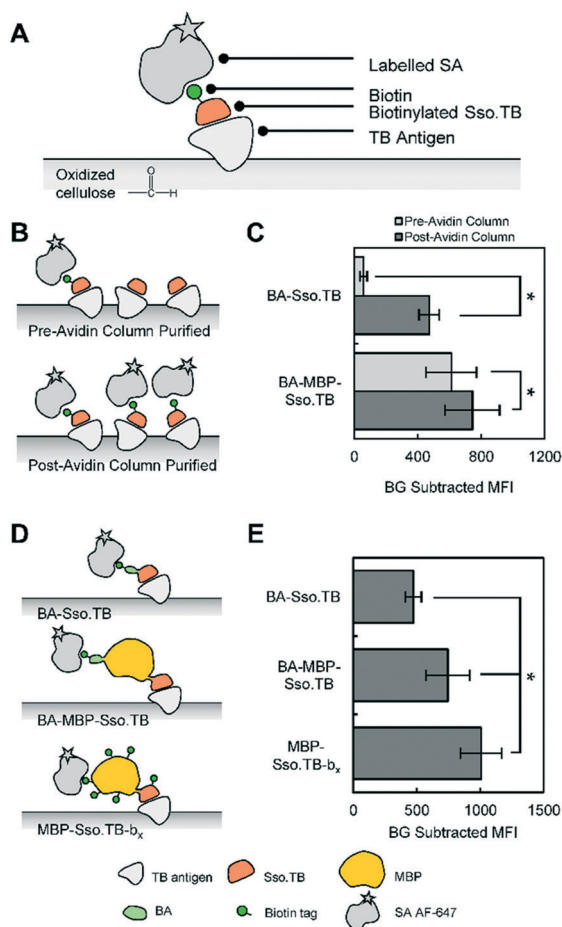 A
Labelled SA
Biotin
Biotinylated Sso.TB
TB Antigen
Oxidized
cellulose
O
C
H
B
Pre-Avidin Column Purified
Post-Avidin Column Purified
C
Pre-Avidin Column
Post-Avidin Column
BA-Sso.TB
*
BA-MBP-
Sso.TB
*
0 400 800 1200
BG Subtracted MFI
D
BA-Sso.TB
BA-MBP-Sso.TB
MBP-Sso.TB-bₓ
E
BA-Sso.TB
BA-MBP-
Sso.TB
*
MBP-
Sso.TB-bₓ
0 500 1000 1500
BG Subtracted MFI
TB antigen Sso.TB MBP
BA Biotin tag SA AF-647